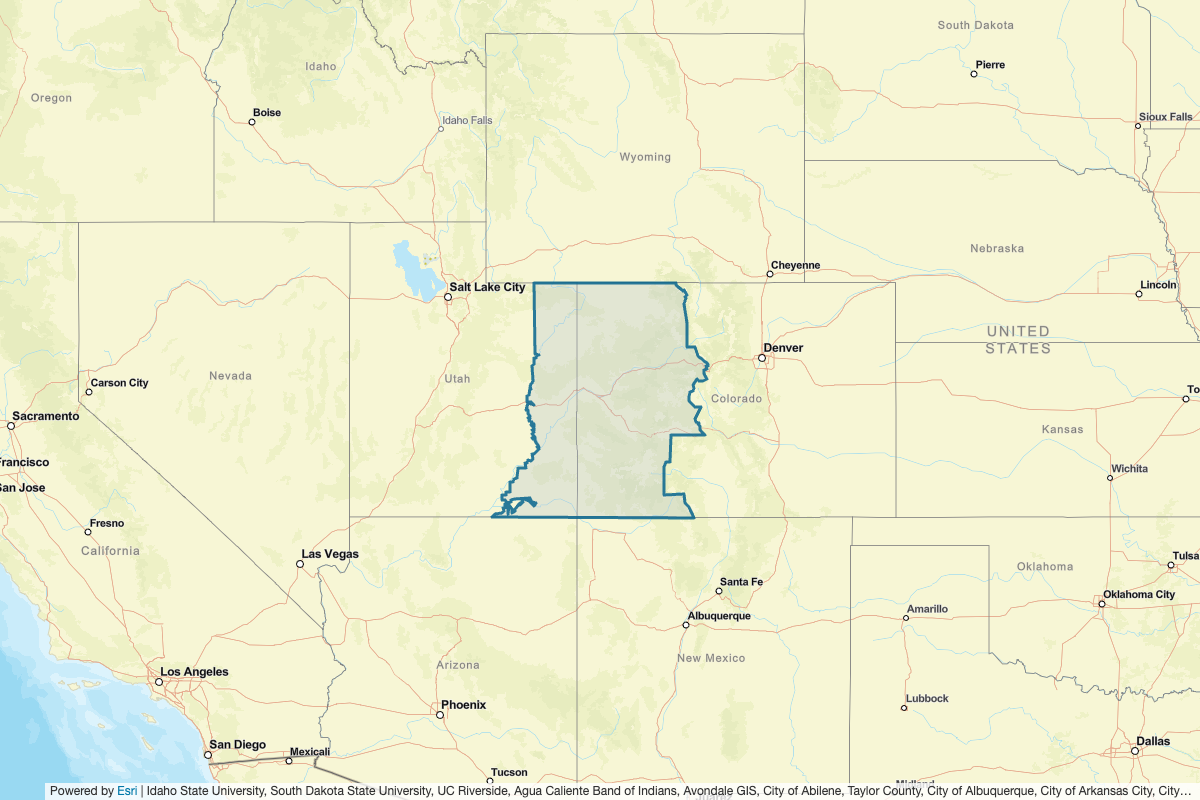 South Dakota
Pierre
Idaho
Oregon
Boise
Idaho Falls
Sioux Falls
Wyoming
Nebraska
Cheyenne
Salt Lake City
Lincoln
UNITED
STATES
Denver
Nevada
Utah
Carson City
Colorado
To
Sacramento
Kansas
Francisco
Wichita
San Jose
Fresno
California
Las Vegas
Tulsa
Oklahoma
Santa Fe
Oklahoma City
Amarillo
Albuquerque
New Mexico
Arizona
Los Angeles
Lubbock
Phoenix
San Diego
Mexicali
Dallas
Tucson
Midland
Powered by Esri | Idaho State University, South Dakota State University, UC Riverside, Agua Caliente Band of Indians, Avondale GIS, City of Abilene, Taylor County, City of Albuquerque, City of Arkansas City, City…